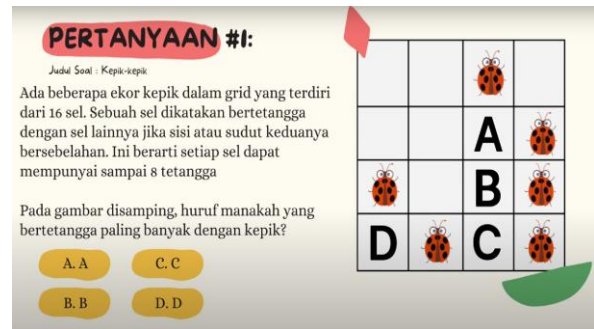 PERTANYAAN #1:
Judul Soal : Kepik-kepik
Ada beberapa ekor kepik dalam grid yang terdiri
dari 16 sel. Sebuah sel dikatakan bertetangga
dengan sel lainnya jika sisi atau sudut keduanya
bersebelahan. Ini berarti setiap sel dapat
mempunyai sampai 8 tetangga
Pada gambar disamping, huruf manakah yang
bertetangga paling banyak dengan kepik?
A. A
C. C
B. B
D. D
A
B
D
C